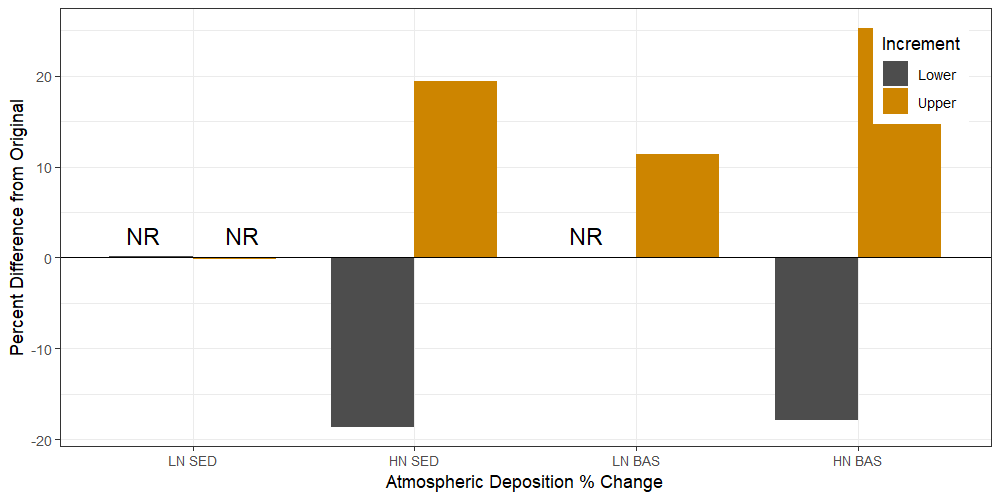 Percent Difference from Original
20
10
0
-10
-20
NR
NR
NR
Increment
Lower
Upper
LN SED
HN SED
LN BAS
HN BAS
Atmospheric Deposition % Change